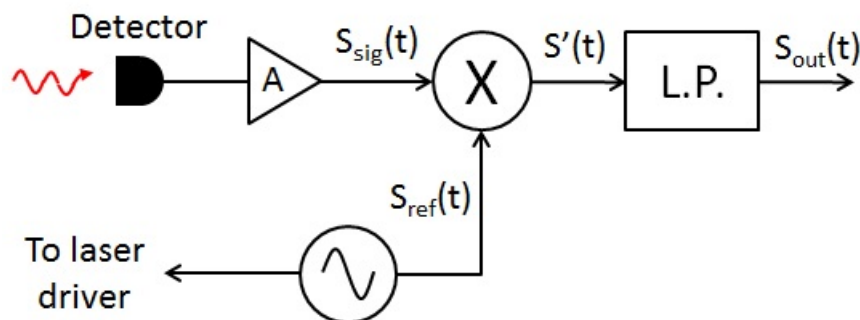 Detector
A
S_sig(t)
X
S'(t)
L.P.
S_out(t)
S_ref(t)
To laser
driver